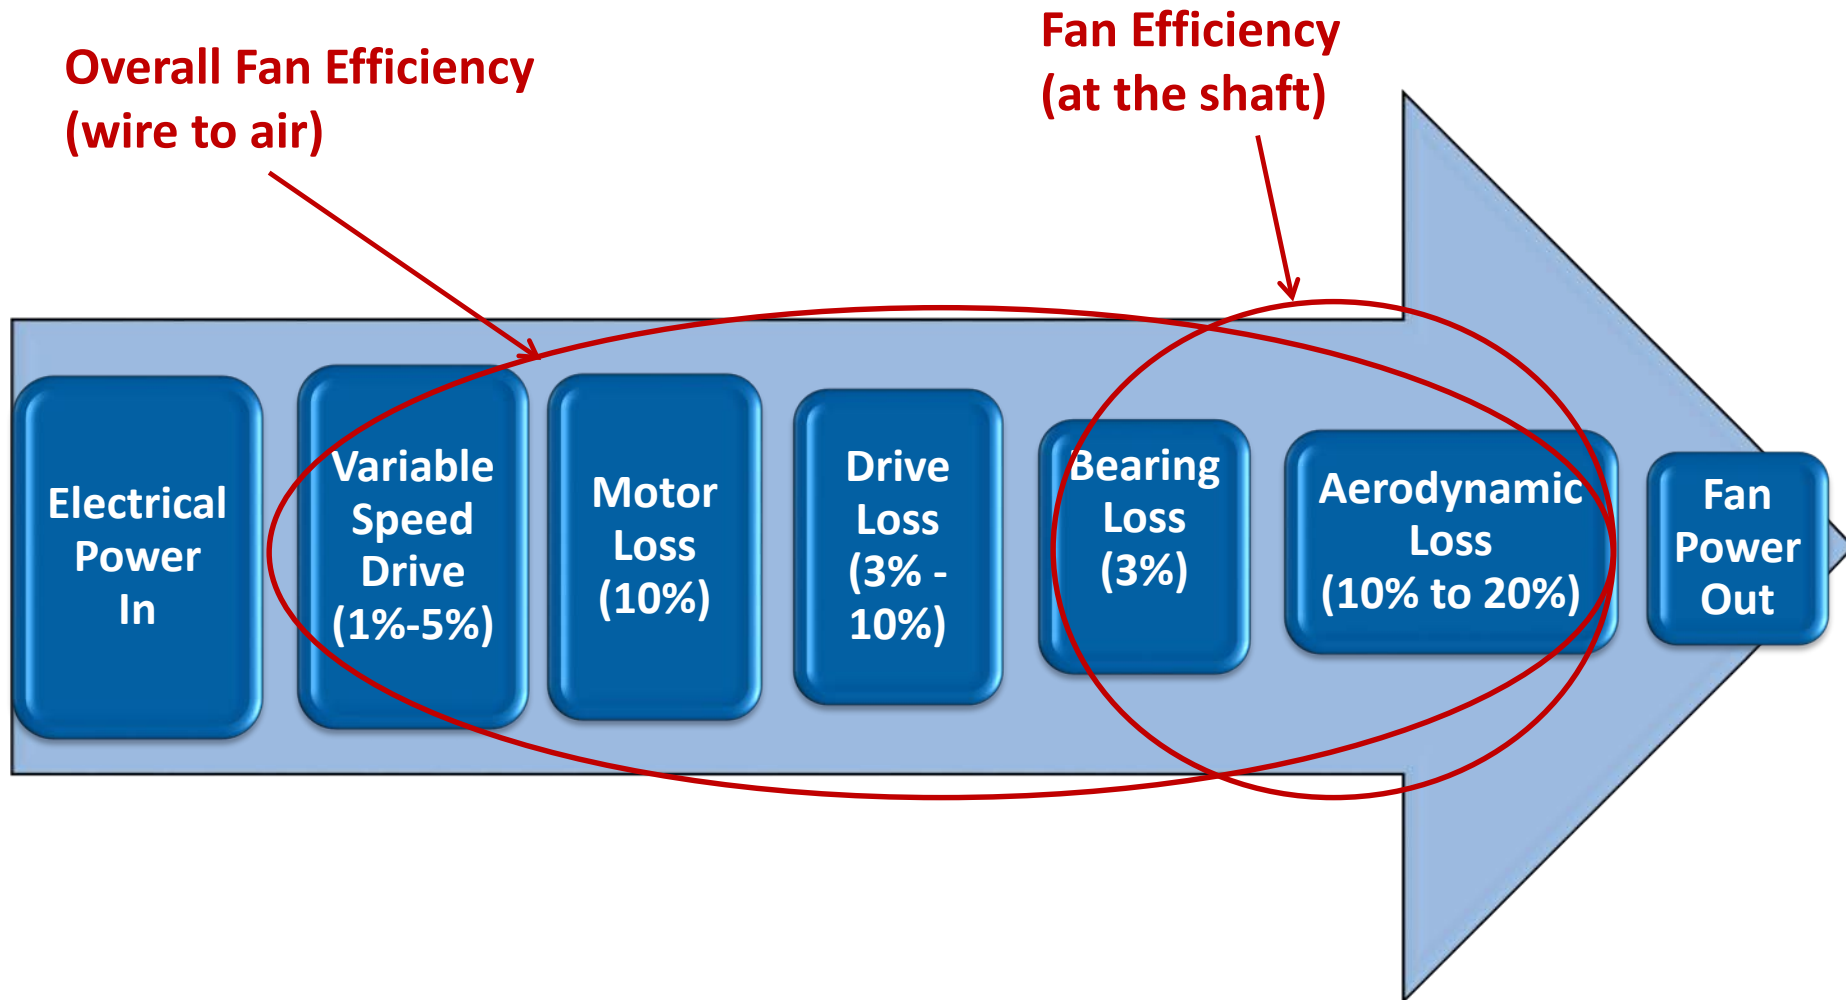 Overall Fan Efficiency
(wire to air)
Fan Efficiency
(at the shaft)
Electrical
Power
In
Variable
Speed
Drive
(1%-5%)
Motor
Loss
(10%)
Drive
Loss
(3% -
10%)
Bearing
Loss
(3%)
Aerodynamic
Loss
(10% to 20%)
Fan
Power
Out